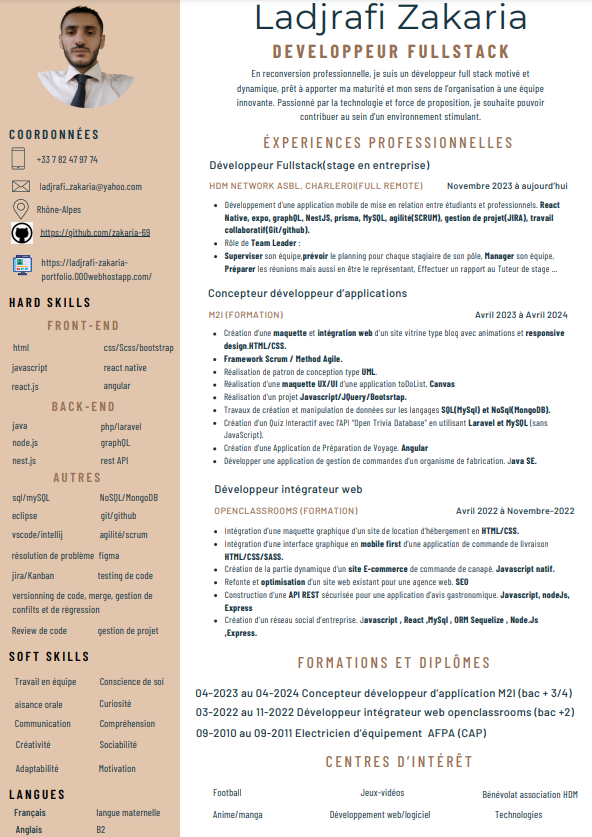 Ladjrafi Zakaria
DEVELOPPEUR FULLSTACK
En reconversion professionnelle, je suis un développeur full stack motivé et
dynamique, prêt à apporter ma maturité et mon sens de l'organisation à une équipe
innovante. Passionné par la technologie et force de proposition, je souhaite pouvoir
contribuer au sein d'un environnement stimulant.
COORDONNÉES
+33 7 82 47 97 74
ladjrafi_zakaria@yahoo.com
Rhône-Alpes
https://github.com/zakaria-69
https://ladjrafi-zakaria-
portfolio.000webhostapp.com/
HARD SKILLS
FRONT-END
html css/Scss/bootstrap
javascript react native
react.js angular
BACK-END
java php/laravel
node.js graphQL
nest.js rest API
AUTRES
sql/mySQL NoSQL/MongoDB
eclipse git/github
vscode/intellij agilité/scrum
résolution de problème figma
jira/Kanban testing de code
versionning de code, merge, gestion de
conflits et de régression
Review de code gestion de projet
SOFT SKILLS
Travail en équipe Conscience de soi
aisance orale Curiosité
Communication Compréhension
Créativité Sociabilité
Adaptabilité Motivation
LANGUES
Français langue maternelle
Anglais B2
ÉXPERIENCES PROFESSIONNELLES
Développeur Fullstack(stage en entreprise)
HDM NETWORK ASBL, CHARLEROI(FULL REMOTE) Novembre 2023 à aujourd'hui
Développement d'une application mobile de mise en relation entre étudiants et professionnels. React
Native, expo, graphQL, NestJS, prisma, MySQL, agilité(SCRUM), gestion de projet(JIRA), travail
collaboratif(Git/github).
Rôle de Team Leader :
Superviser son équipe,prévoir le planning pour chaque stagiaire de son pôle, Manager son équipe,
Préparer les réunions mais aussi en être le représentant, Effectuer un rapport au Tuteur de stage ...
Concepteur développeur d'applications
M2I (FORMATION) Avril 2023 à Avril 2024
Création d'une maquette et intégration web d'un site vitrine type blog avec animations et responsive
design.HTML/CSS.
Framework Scrum / Method Agile.
Réalisation de patron de conception type UML.
Réalisation d'une maquette UX/UI d'une application toDoList. Canvas
Réalisation d'un projet Javascript/JQuery/Bootsrtap.
Travaux de création et manipulation de données sur les langages SQL(MySql) et NoSql(MongoDB).
Création d'un Quiz Interactif avec l'API "Open Trivia Database" en utilisant Laravel et MySQL (sans
JavaScript).
Création d'une Application de Préparation de Voyage. Angular
Développer une application de gestion de commandes d'un organisme de fabrication. Java SE.
Développeur intégrateur web
OPENCLASSROOMS (FORMATION) Avril 2022 à Novembre-2022
Intégration d'une maquette graphique d'un site de location d'hébergement en HTML/CSS.
Intégration d'une interface graphique en mobile first d'une application de commande de livraison
HTML/CSS/SASS.
Création de la partie dynamique d'un site E-commerce de commande de canapé. Javascript natif.
Refonte et optimisation d'un site web existant pour une agence web. SEO
Construction d'une API REST sécurisée pour une application d'avis gastronomique. Javascript, nodeJs,
Express
Création d'un réseau social d'entreprise. Javascript , React ,MySql , ORM Sequelize , Node.Js
,Express.
FORMATIONS ET DIPLÔMES
04-2023 au 04-2024 Concepteur développeur d'application M2I (bac + 3/4)
03-2022 au 11-2022 Développeur intégrateur web openclassrooms (bac +2)
09-2010 au 09-2011 Electricien d'équipement AFPA (CAP)
CENTRES D'INTÉRÊT
Football Jeux-vidéos Bénévolat association HDM
Anime/manga Développement web/logiciel Technologies